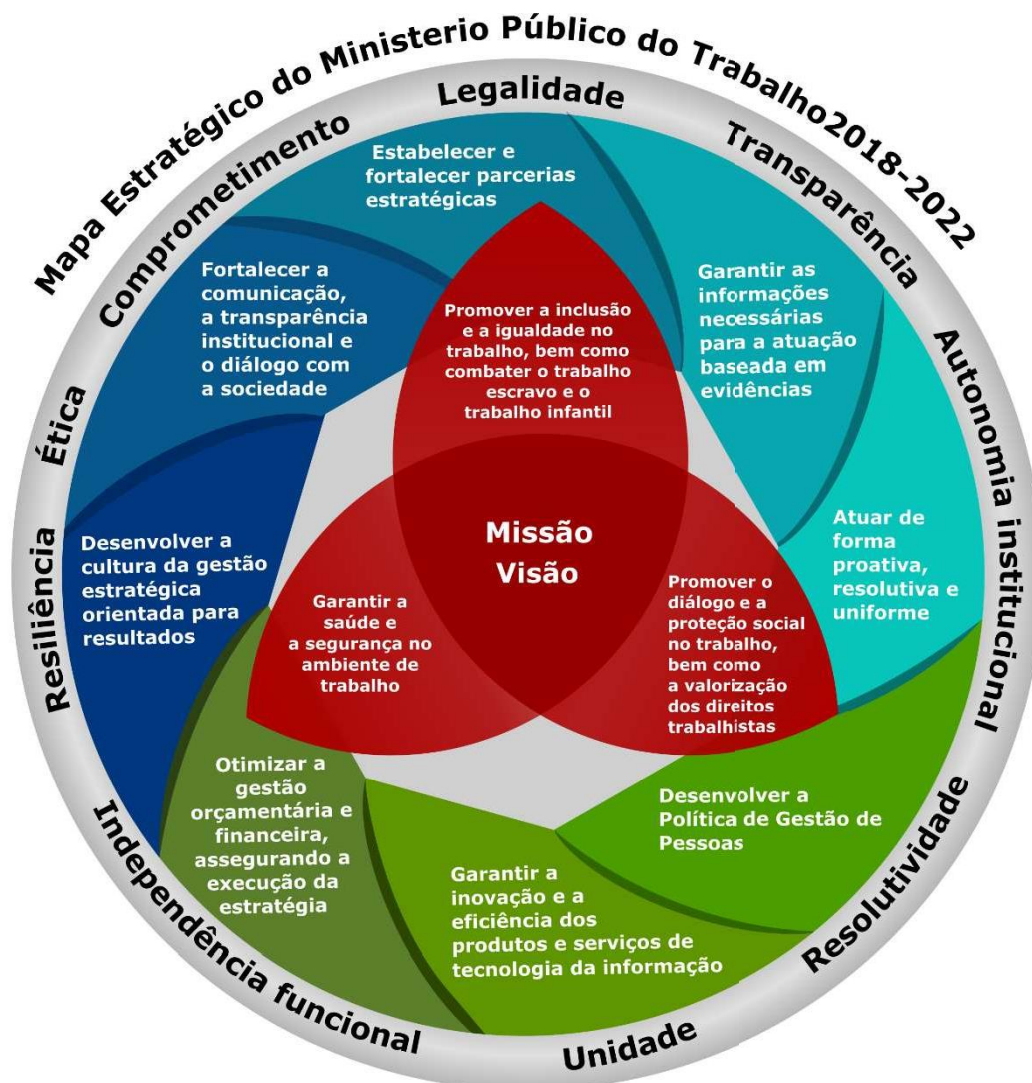 Mapa Estratégico do Ministerio Público do Trabalho2018-2022
Legalidade
Transparência
Autonomia institucional
Resolutividade
Unidade
Independência funcional
Resiliência
Ética
Comprometimento
Estabelecer e
fortalecer parcerias
estratégicas
Garantir as
informações
necessárias
para a atuação
baseada em
evidências
Atuar de
forma
proativa,
resolutiva e
uniforme
Desenvolver a
Política de Gestão de
Pessoas
Garantir a
inovação e a
eficiência dos
produtos e serviços de
tecnologia da informação
Otimizar a
gestão
orçamentária e
financeira,
assegurando a
execução da
estratégia
Desenvolver a
cultura da gestão
estratégica
orientada para
resultados
Fortalecer a
comunicação,
a transparência
institucional e
o diálogo com
a sociedade
Promover a inclusão
e a igualdade no
trabalho, bem como
combater o trabalho
escravo e o
trabalho infantil
Missão
Visão
Garantir a
saúde e
a segurança no
ambiente de
trabalho
Promover o
diálogo e a
proteção social
no trabalho,
bem como
a valorização
dos direitos
trabalhistas